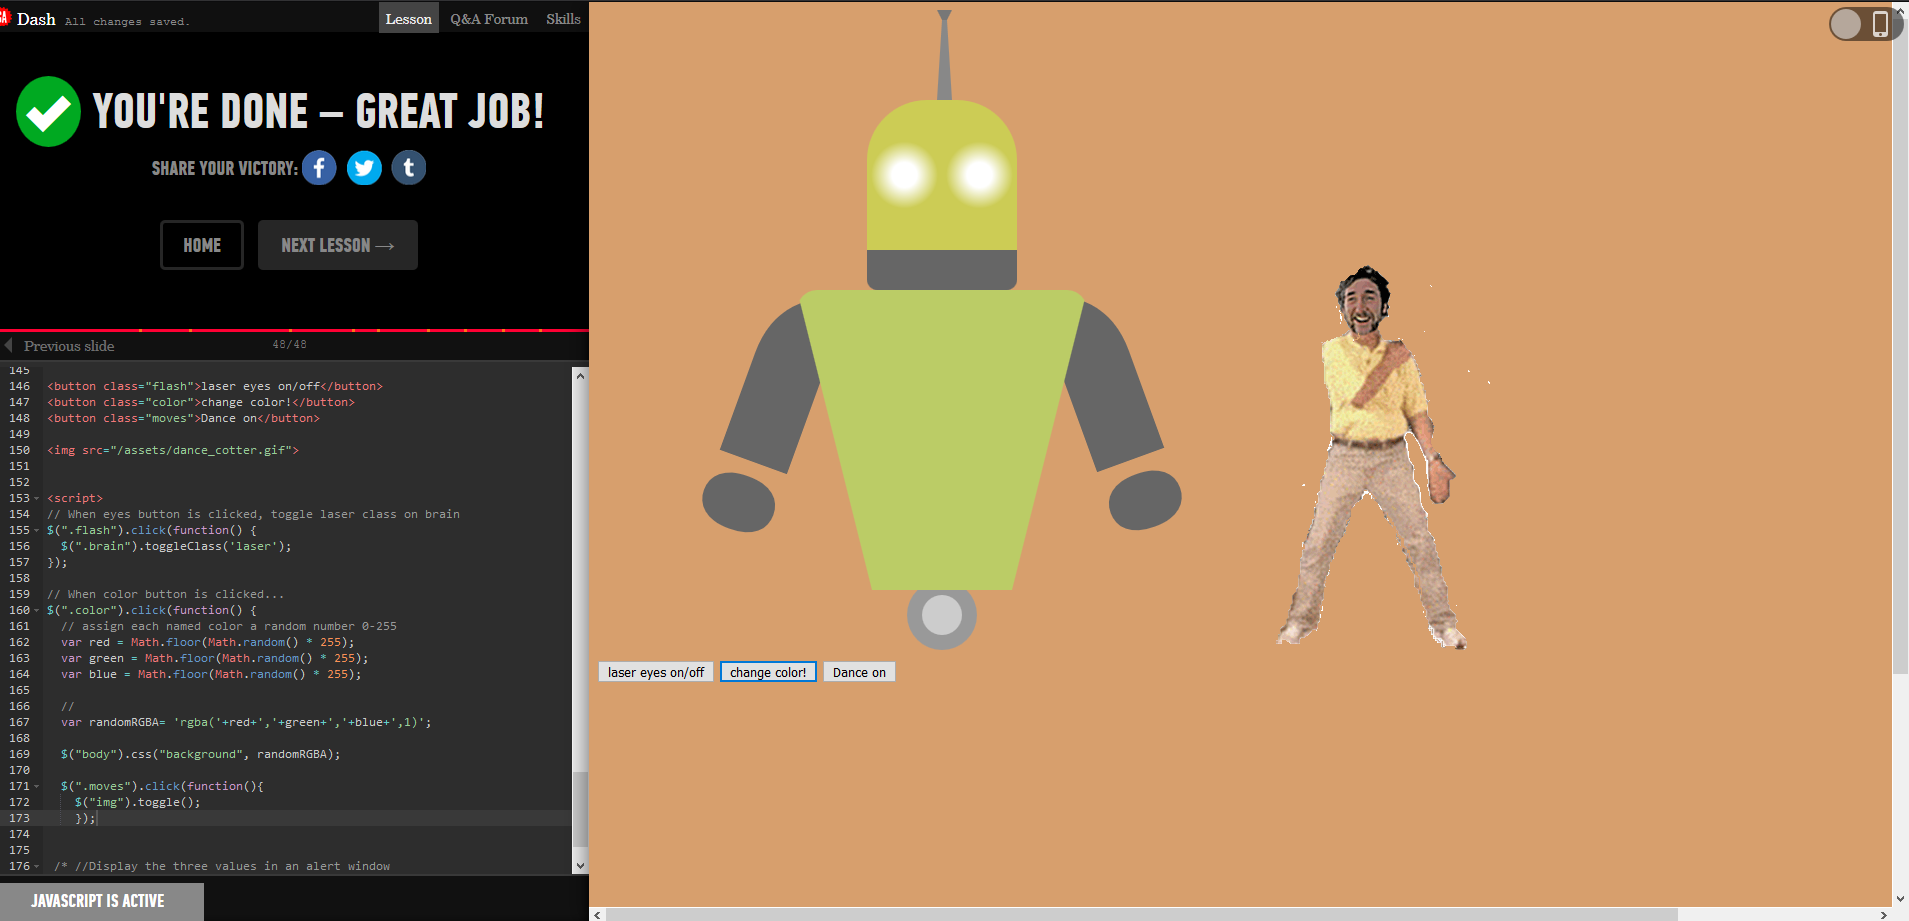 Dash All changes saved.
Lesson Q&A Forum Skills
YOU'RE DONE – GREAT JOB!
SHARE YOUR VICTORY:
HOME
NEXT LESSON →
Previous slide
48/48
145
146 <button class="flash">laser eyes on/off</button>
147 <button class="color">change color!</button>
148 <button class="moves">Dance on</button>
149
150 <img src="/assets/dance_cotter.gif">
151
152
153 <script>
154 // When eyes button is clicked, toggle laser class on brain
155 $(".flash").click(function() {
156 $(".brain").toggleClass('laser');
157 });
158
159 // When color button is clicked...
160 $(".color").click(function() {
161 // assign each named color a random number 0-255
162 var red = Math.floor(Math.random() * 255);
163 var green = Math.floor(Math.random() * 255);
164 var blue = Math.floor(Math.random() * 255);
165
166 //
167 var randomRGBA= 'rgba('+red+','+green+','+blue+',1)';
168
169 $("body").css("background", randomRGBA);
170
171 $(".moves").click(function(){
172 $("img").toggle();
173 });
174
175
176 /* //Display the three values in an alert window
JAVASCRIPT IS ACTIVE
laser eyes on/off
change color!
Dance on